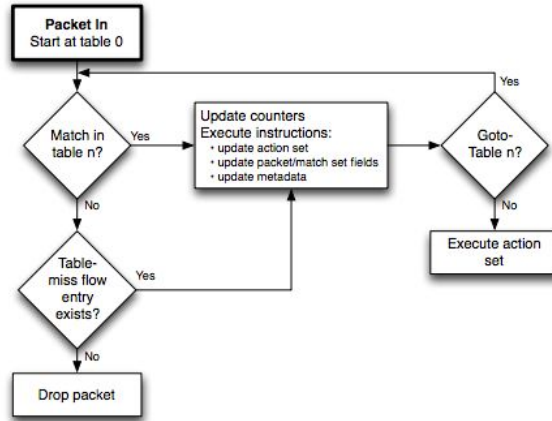 Packet In
Start at table 0
Match in
table n?
Yes
No
Update counters
Execute instructions:
• update action set
• update packet/match set fields
• update metadata
Goto-
Table n?
Yes
No
Execute action
set
Table-
miss flow
entry
exists?
Yes
No
Drop packet